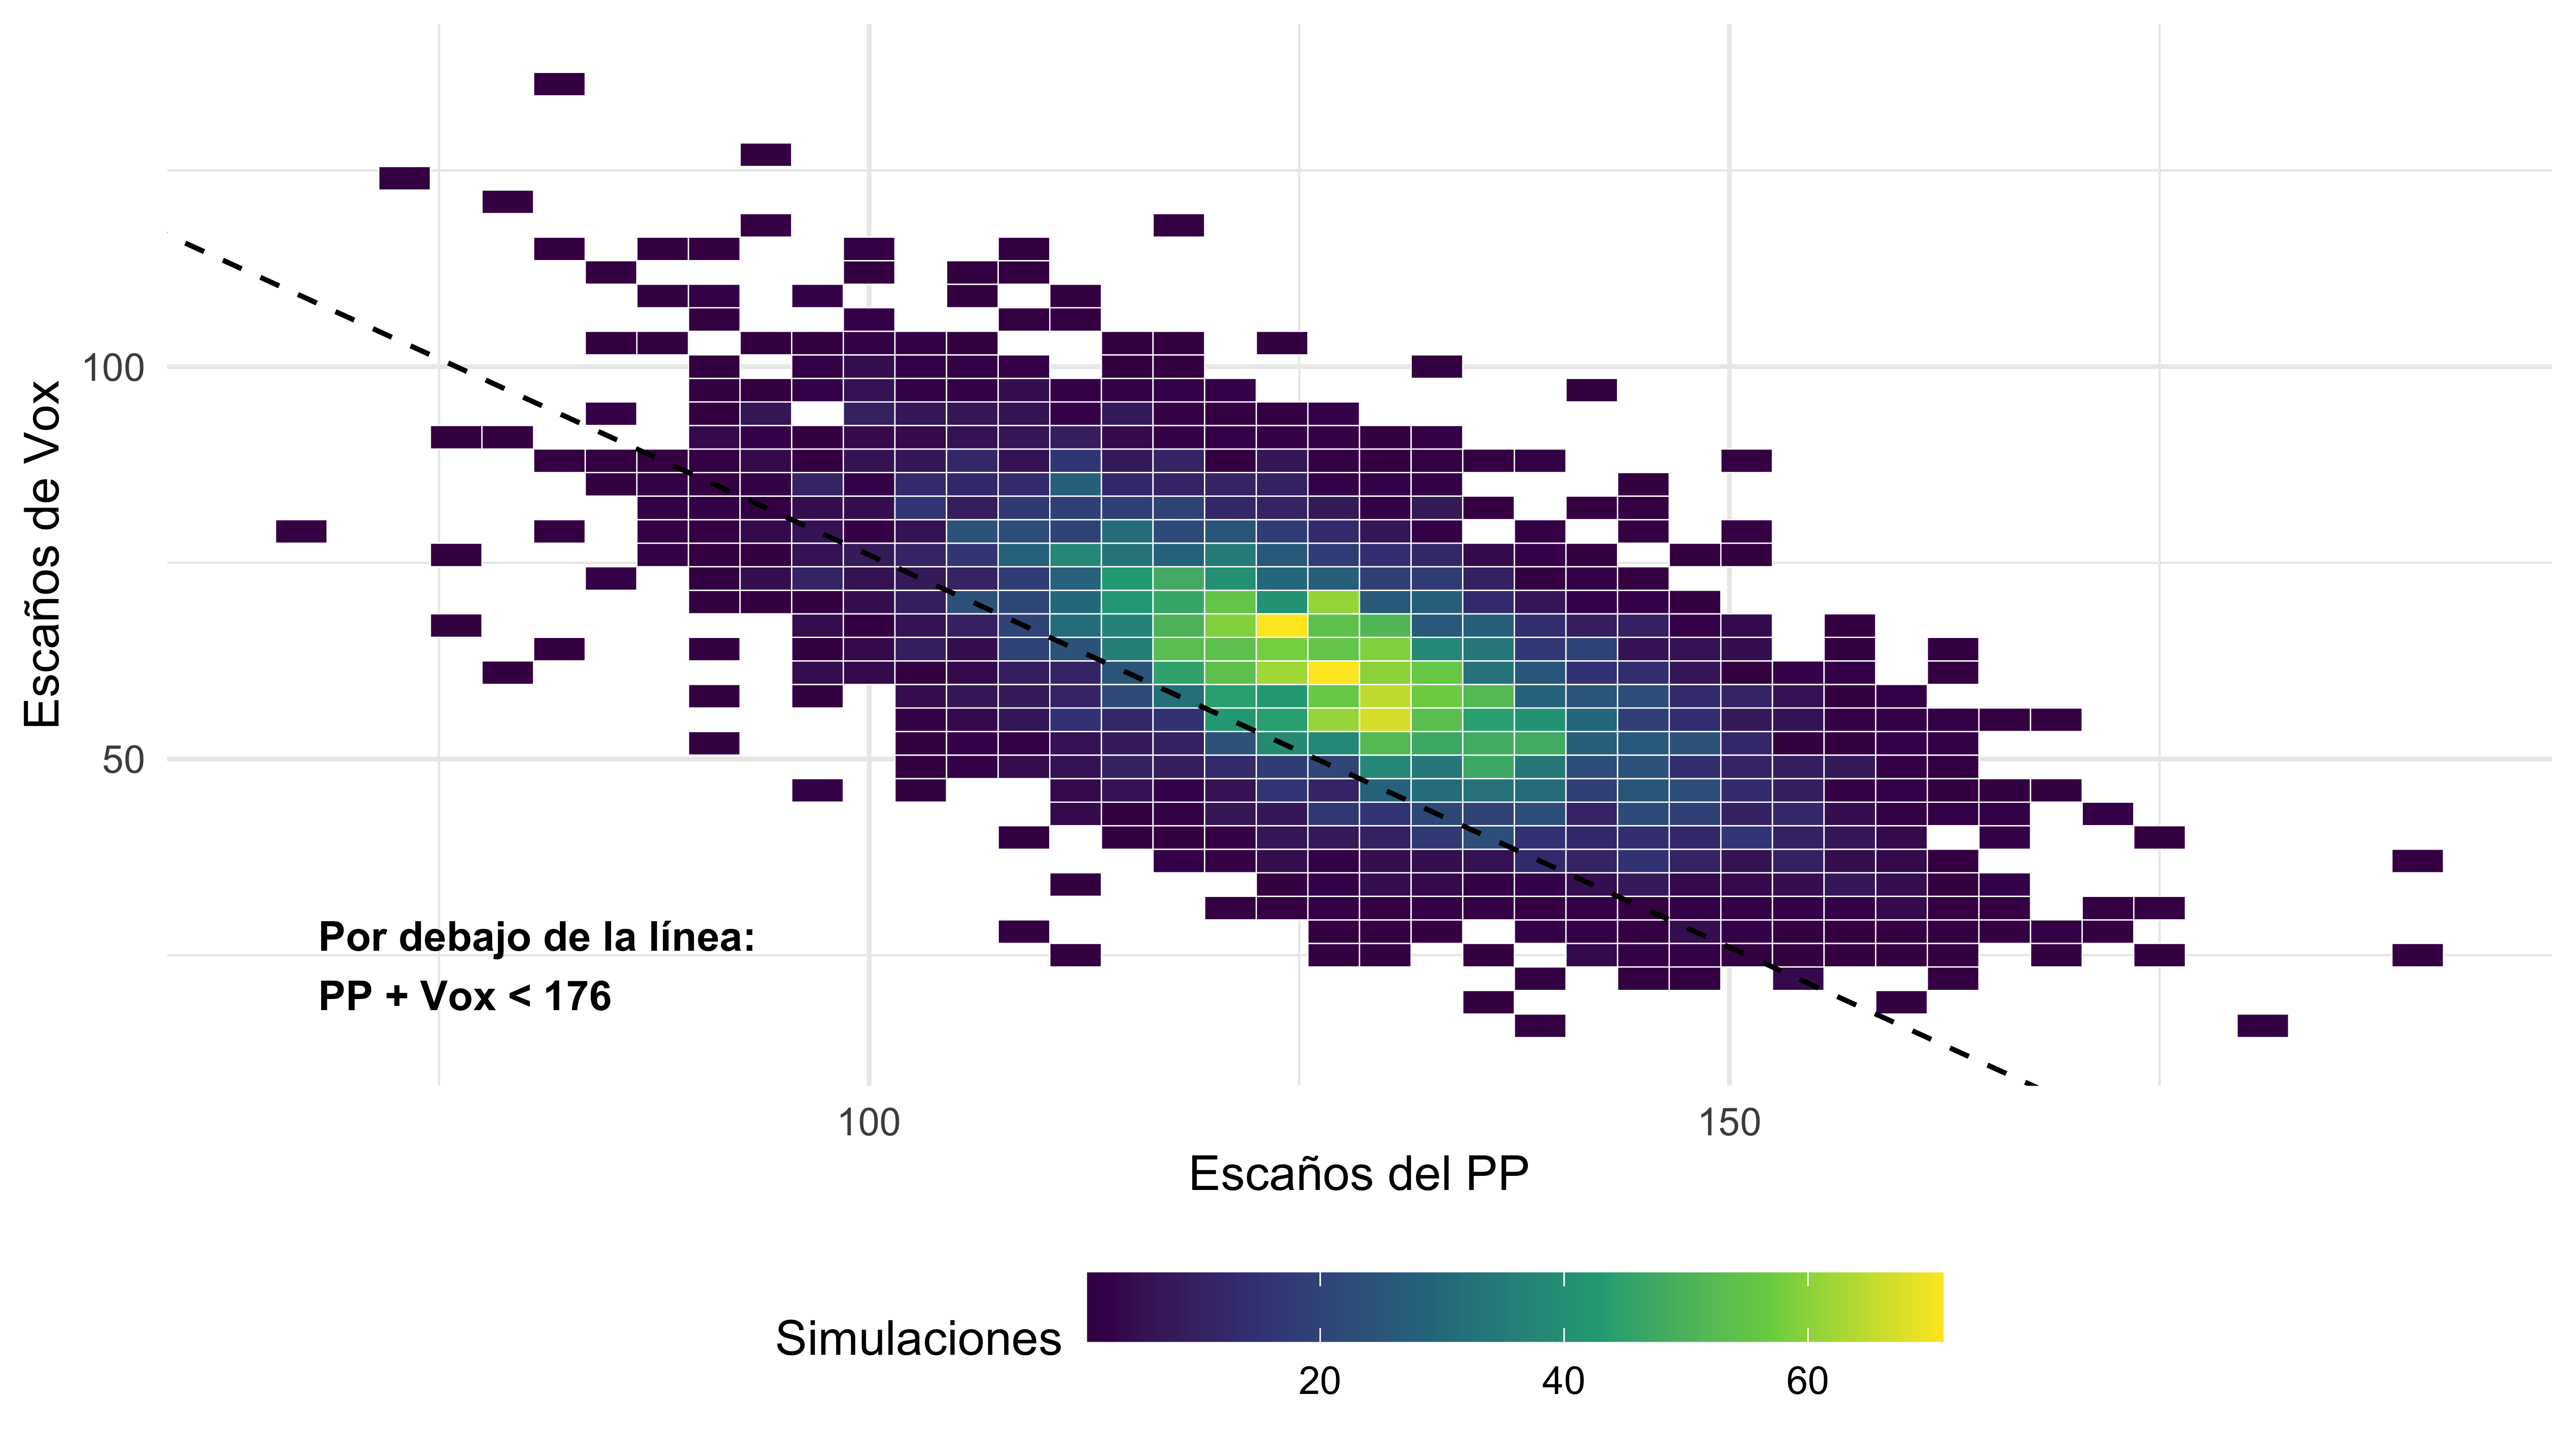 Escaños de Vox
100
50
Por debajo de la línea:
PP + Vox < 176
100
150
Escaños del PP
Simulaciones
20
40
60